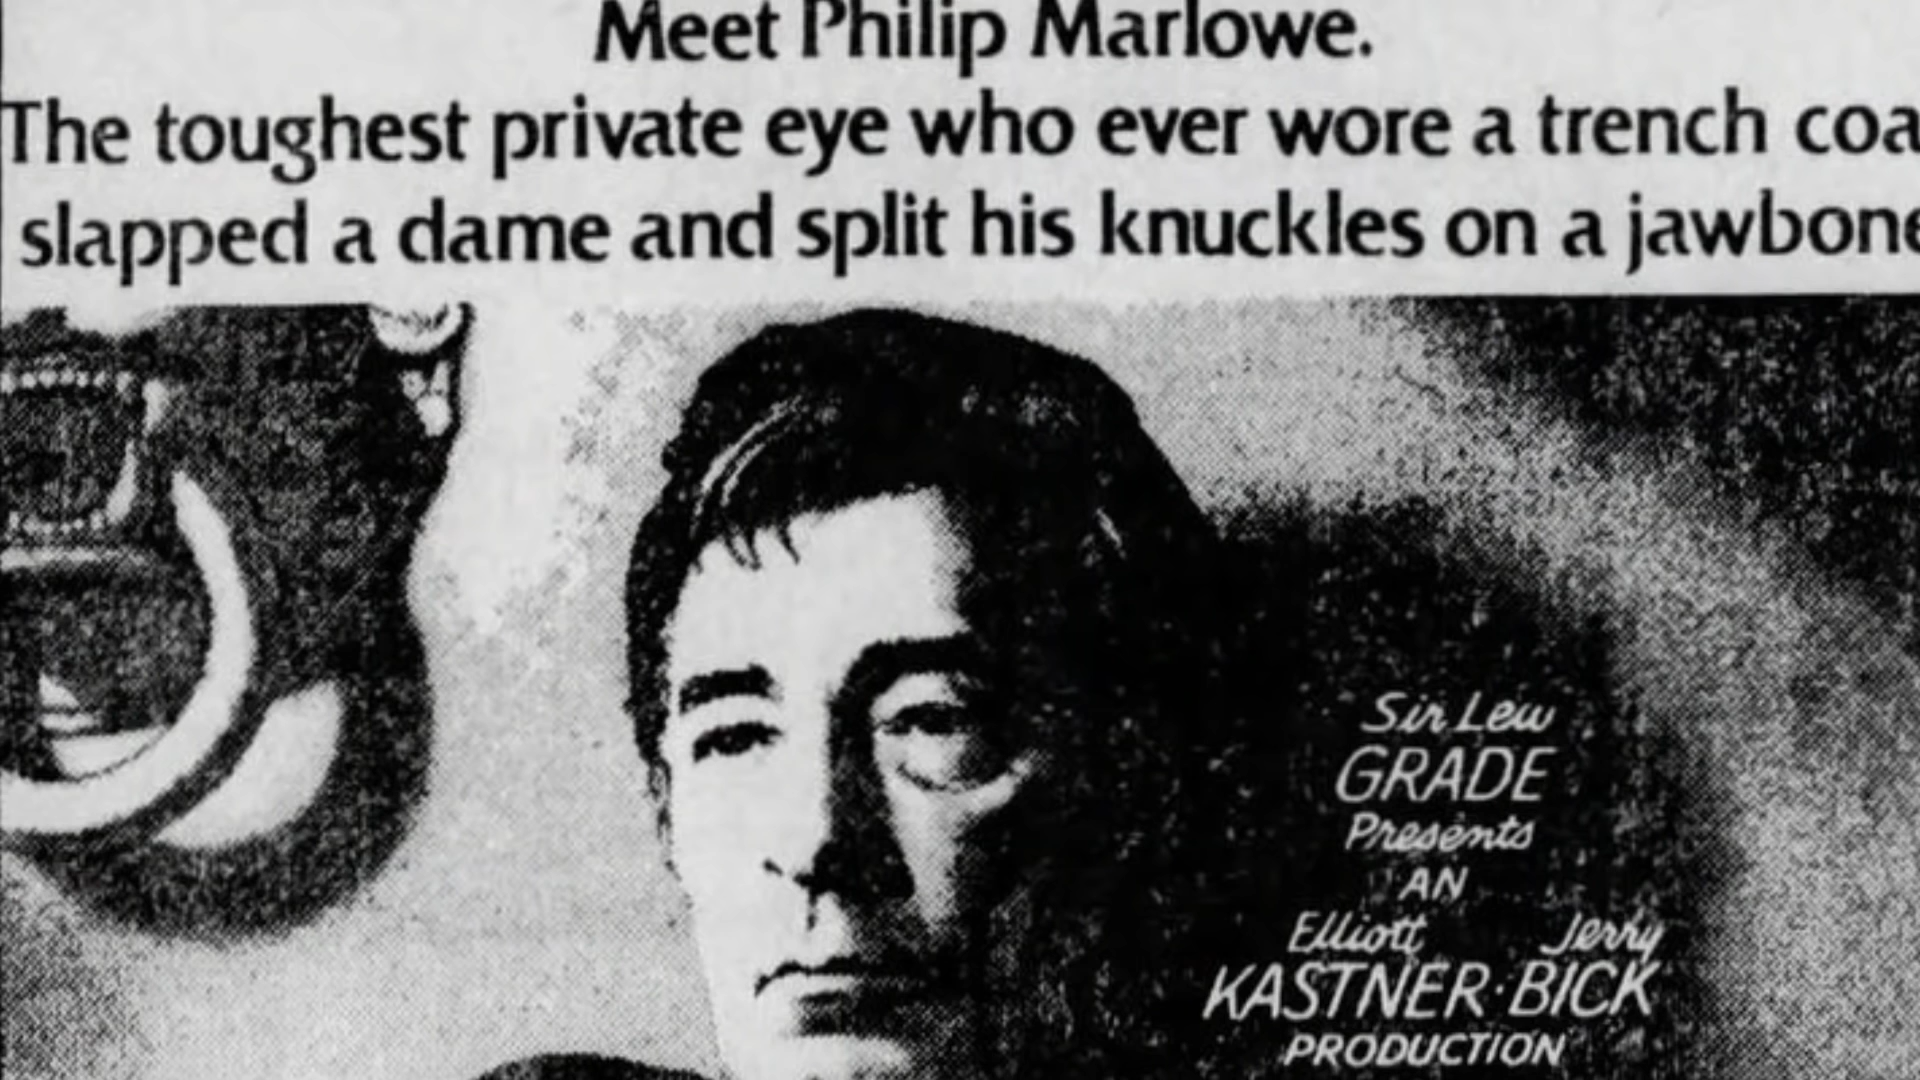 Meet Philip Marlowe.
The toughest private eye who ever wore a trench coa
slapped a dame and split his knuckles on a jawbone
Sir Lew
GRADE
Presents
AN
Elliott Jerry
KASTNER·BICK
PRODUCTION